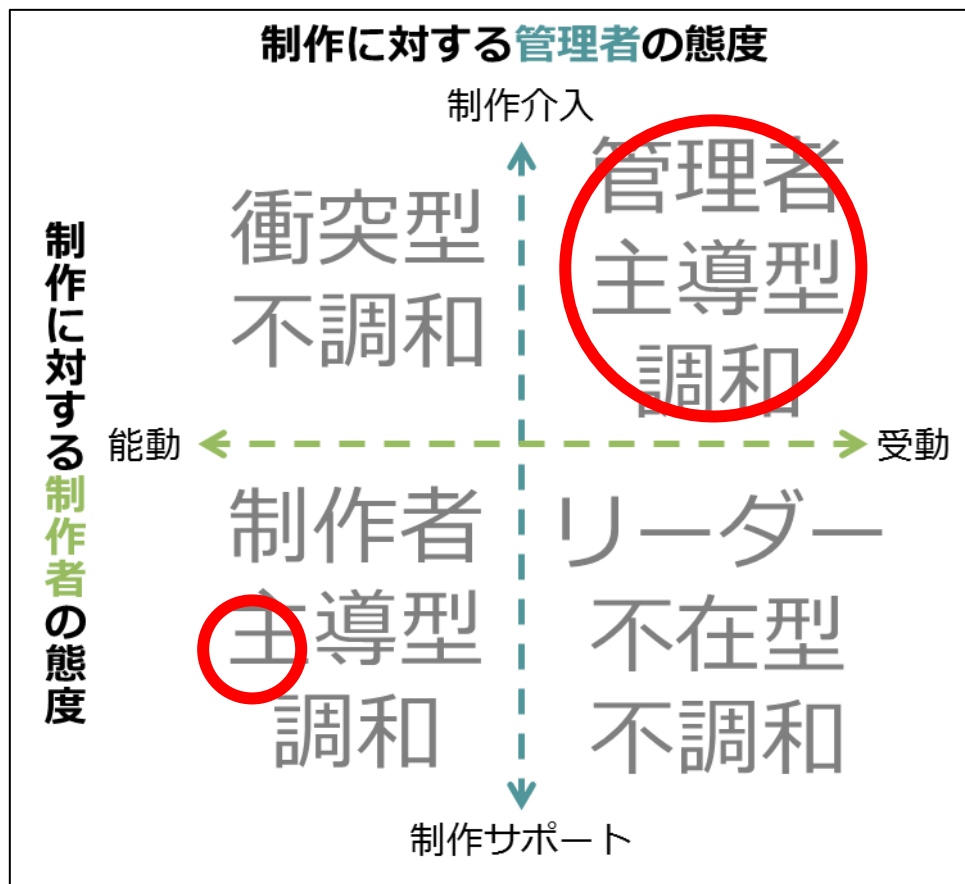 制作に対する管理者の態度
制作介入
衝突型
不調和
管理者
主導型
調和
制作に対する制作者の態度
能動
受動
制作者
主導型
調和
リーダー
不在型
不調和
制作サポート